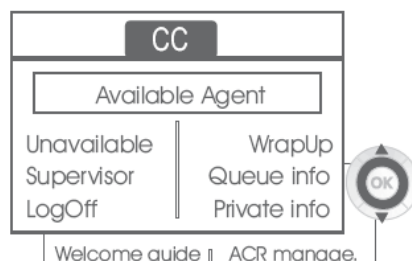 CC
Available Agent
Unavailable WrapUp
Supervisor Queue info
LogOff Private info
OK
Welcome guide ACR manage.